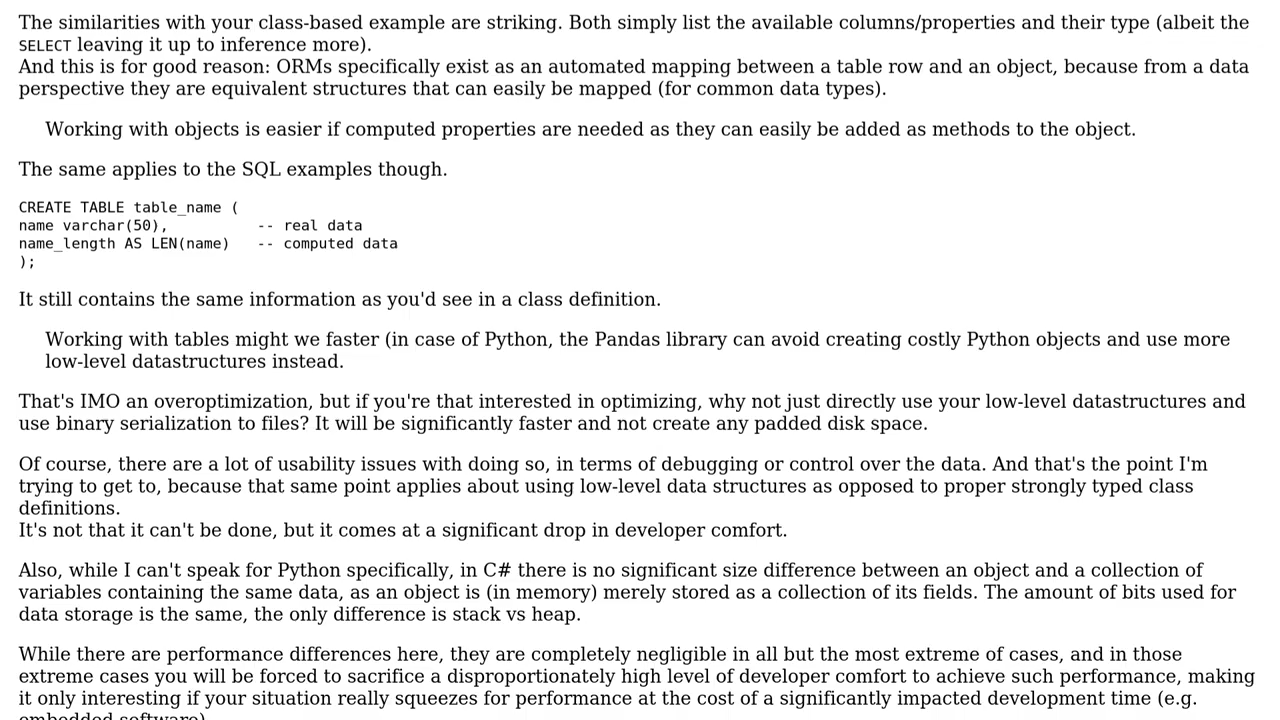 The similarities with your class-based example are striking. Both simply list the available columns/properties and their type (albeit the
SELECT leaving it up to inference more).
And this is for good reason: ORMs specifically exist as an automated mapping between a table row and an object, because from a data
perspective they are equivalent structures that can easily be mapped (for common data types).
Working with objects is easier if computed properties are needed as they can easily be added as methods to the object.
The same applies to the SQL examples though.
CREATE TABLE table_name (
name varchar(50),          -- real data
name_length AS LEN(name)   -- computed data
);
It still contains the same information as you'd see in a class definition.
Working with tables might we faster (in case of Python, the Pandas library can avoid creating costly Python objects and use more
low-level datastructures instead.
That's IMO an overoptimization, but if you're that interested in optimizing, why not just directly use your low-level datastructures and
use binary serialization to files? It will be significantly faster and not create any padded disk space.
Of course, there are a lot of usability issues with doing so, in terms of debugging or control over the data. And that's the point I'm
trying to get to, because that same point applies about using low-level data structures as opposed to proper strongly typed class
definitions.
It's not that it can't be done, but it comes at a significant drop in developer comfort.
Also, while I can't speak for Python specifically, in C# there is no significant size difference between an object and a collection of
variables containing the same data, as an object is (in memory) merely stored as a collection of its fields. The amount of bits used for
data storage is the same, the only difference is stack vs heap.
While there are performance differences here, they are completely negligible in all but the most extreme of cases, and in those
extreme cases you will be forced to sacrifice a disproportionately high level of developer comfort to achieve such performance, making
it only interesting if your situation really squeezes for performance at the cost of a significantly impacted development time (e.g.
embedded software)